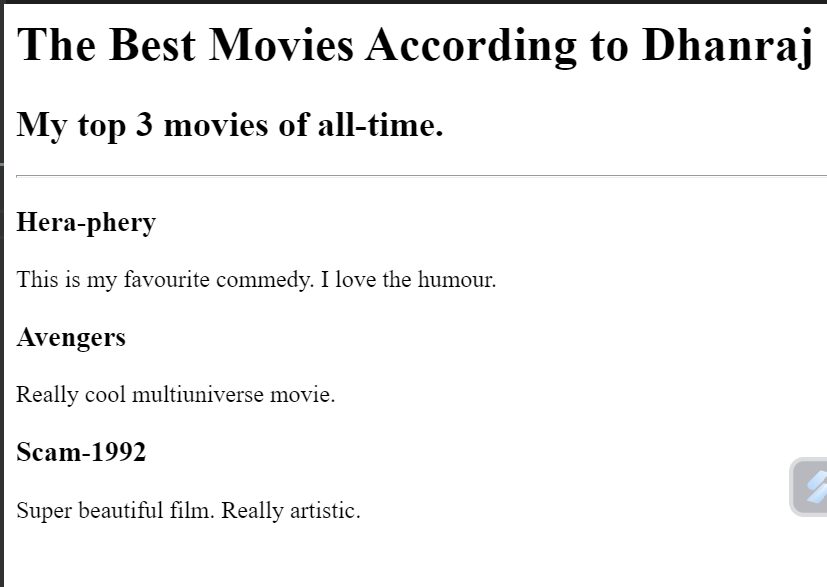 The Best Movies According to Dhanraj
My top 3 movies of all-time.
Hera-phery
This is my favourite commedy. I love the humour.
Avengers
Really cool multiuniverse movie.
Scam-1992
Super beautiful film. Really artistic.